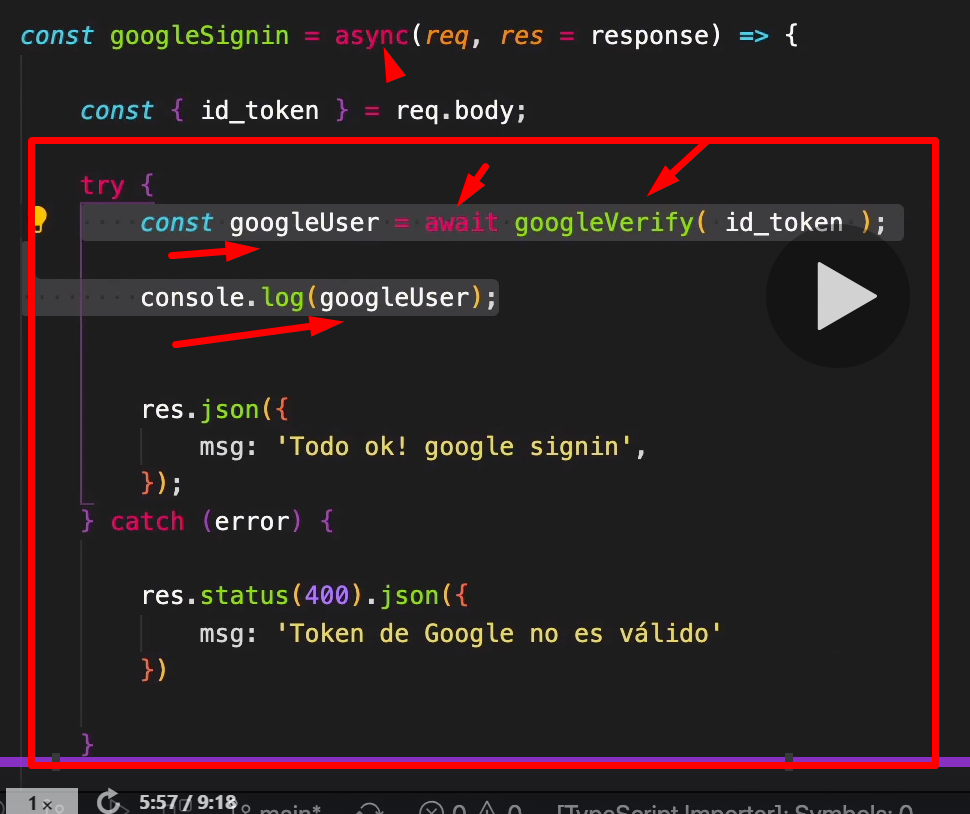 const googleSignin = async(req, res = response) => {
const { id_token } = req.body;
try {
const googleUser = await googleVerify( id_token );
console.log(googleUser);
res.json({
msg: 'Todo ok! google signin',
});
} catch (error) {
res.status(400).json({
msg: 'Token de Google no es válido'
})
}
1× 5:57 / 9:18 main* 0 0 [TypeScript Importer]: Symbols: 0